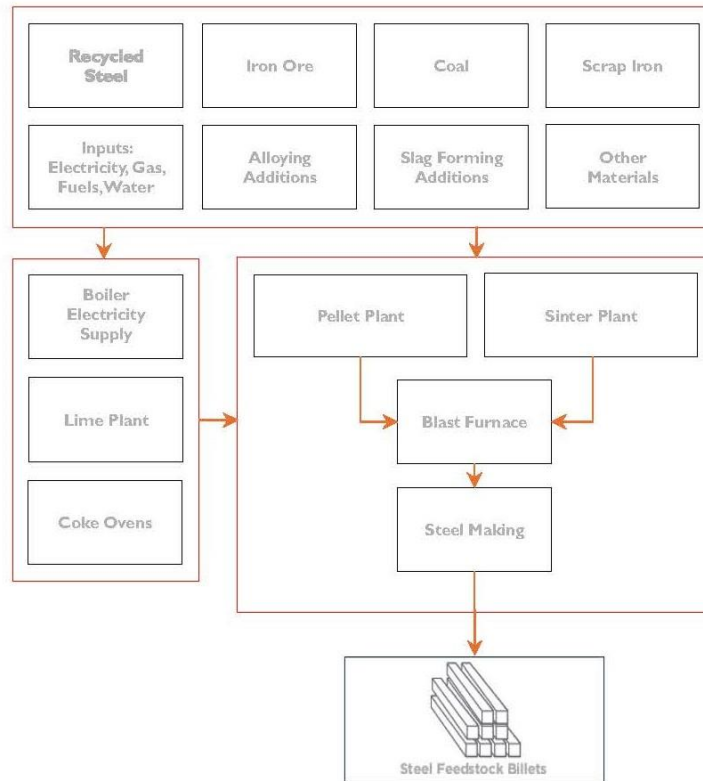 Recycled
Steel
Iron Ore
Coal
Scrap Iron
Inputs:
Electricity, Gas,
Fuels, Water
Alloying
Additions
Slag Forming
Additions
Other
Materials
Boiler
Electricity
Supply
Lime Plant
Coke Ovens
Pellet Plant
Sinter Plant
Blast Furnace
Steel Making
Steel Feedstock Billets